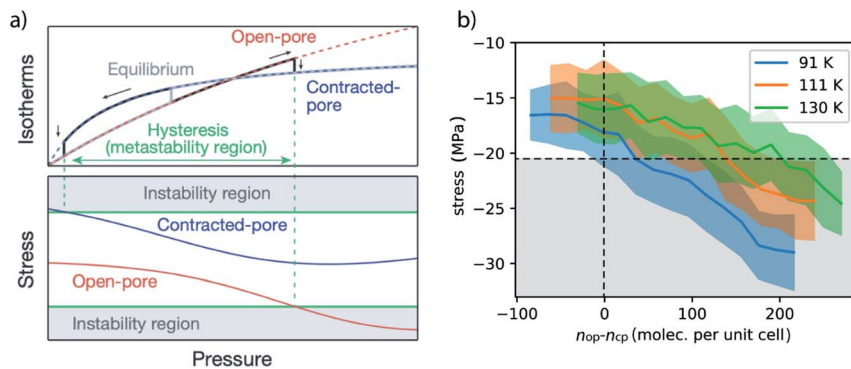 a)
Isotherms
Open-pore
Equilibrium
Contracted-
pore
Hysteresis
(metastability region)
Stress
Instability region
Contracted-pore
Open-pore
Instability region
Pressure
b)
stress (MPa)
−10
−15
−20
−25
−30
91 K
111 K
130 K
−100 0 100 200
nop-ncp (molec. per unit cell)